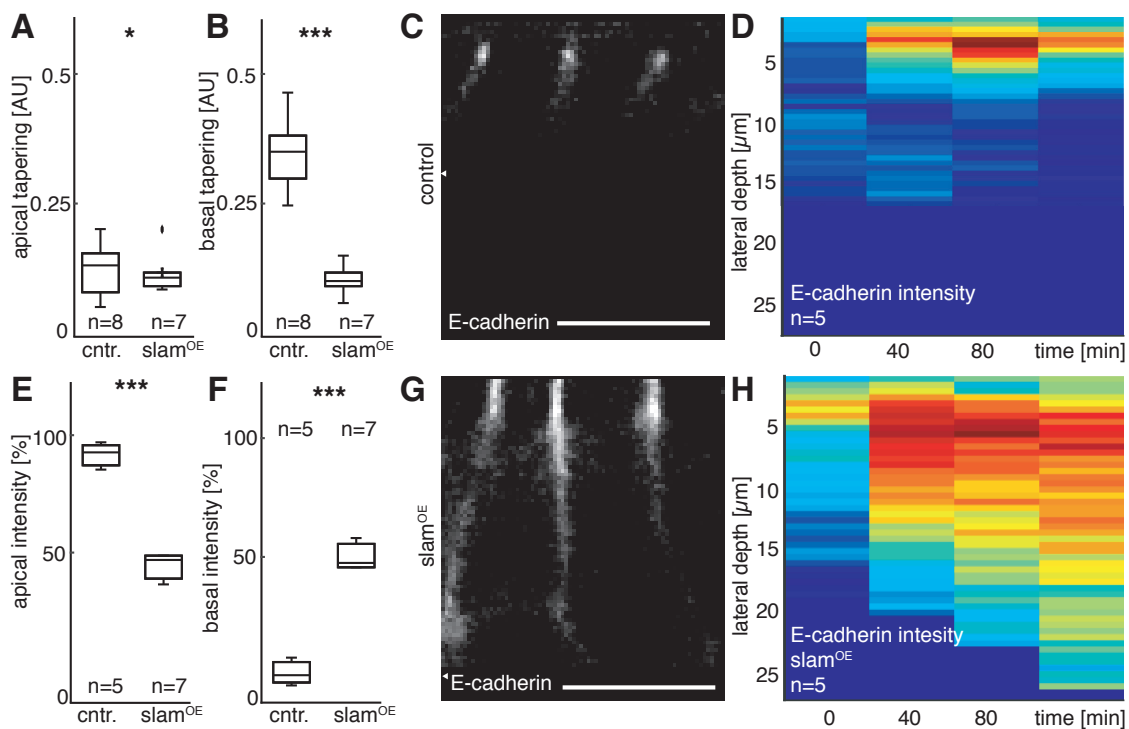 A
*
apical tapering [AU]
0.5
0.25
0
n=8
n=7
cntr.
slamOE
B
***
basal tapering [AU]
0.5
0.25
0
n=8
n=7
cntr.
slamOE
C
control
E-cadherin
D
lateral depth [µm]
5
10
15
20
25
E-cadherin intensity
n=5
0
40
80
time [min]
E
***
apical intensity [%]
100
50
0
n=5
n=7
cntr.
slamOE
F
***
basal intensity [%]
n=5
n=7
100
50
0
cntr.
slamOE
G
slamOE
E-cadherin
H
lateral depth [µm]
5
10
15
20
25
E-cadherin intesity
slamOE
n=5
0
40
80
time [min]